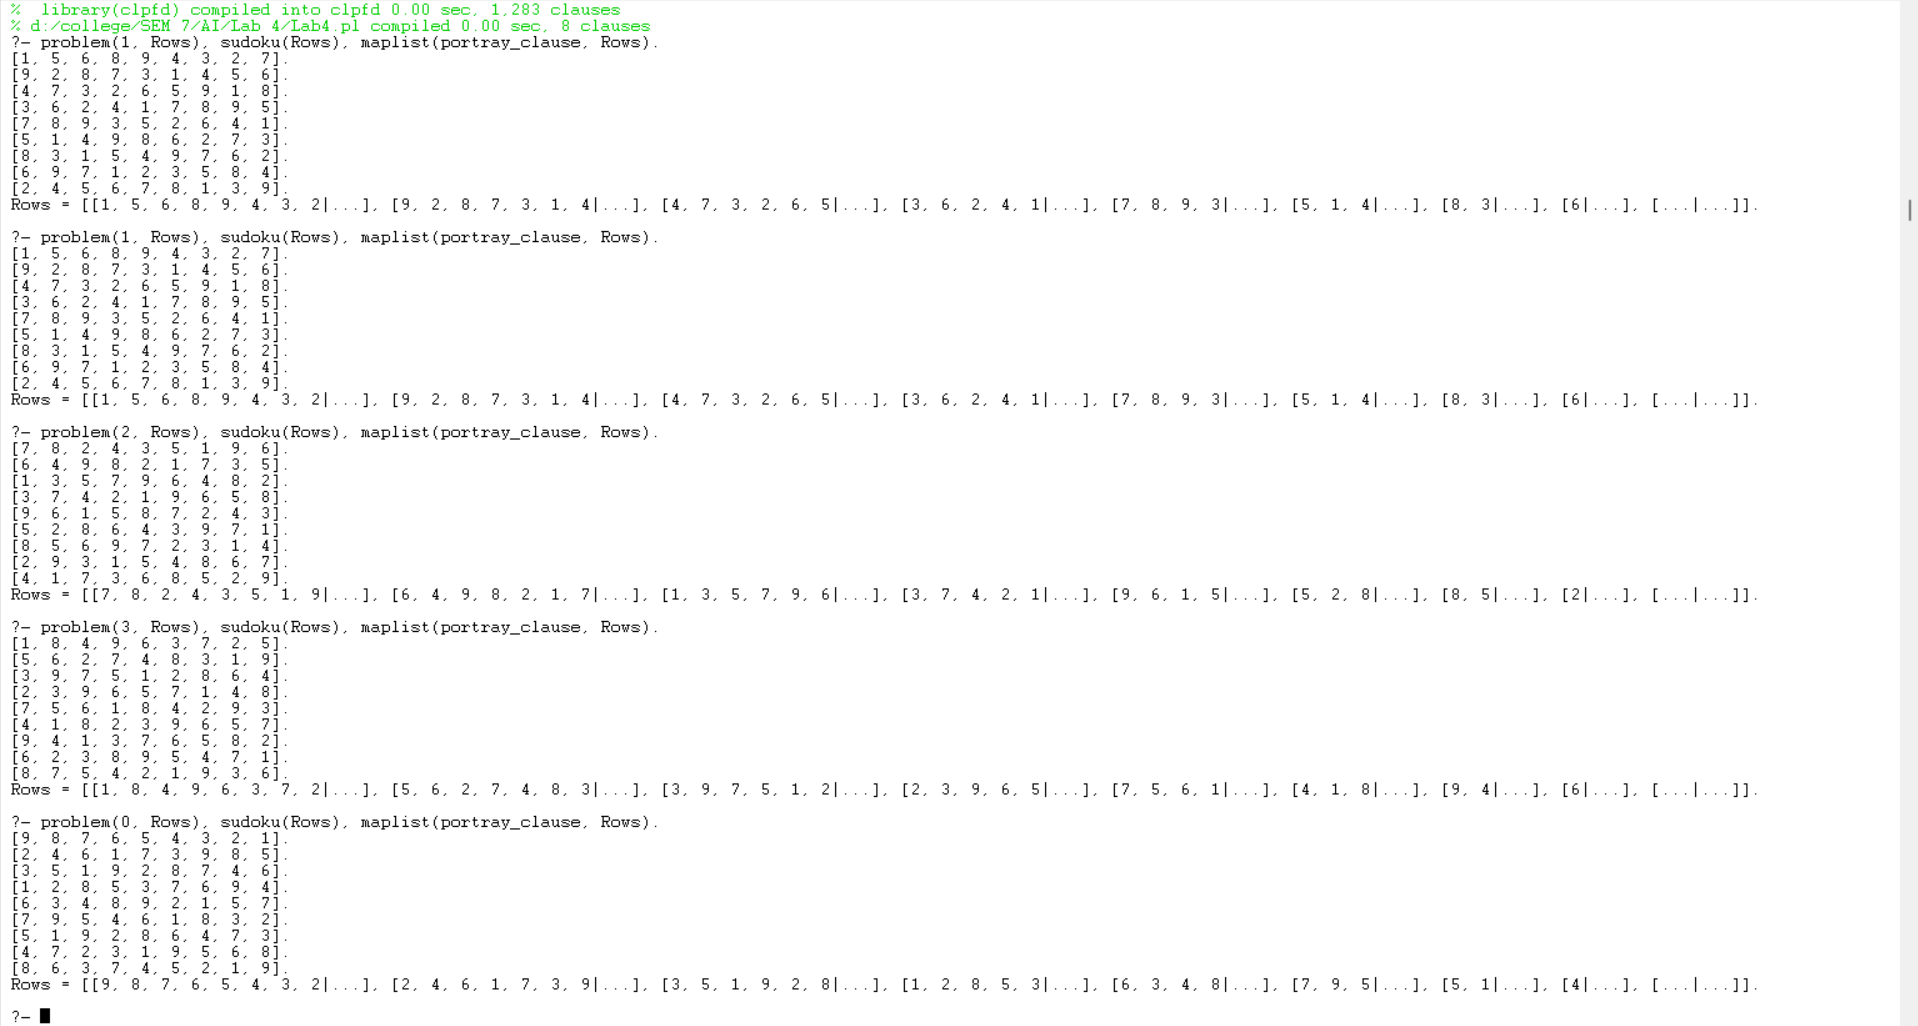 %  library(clpfd) compiled into clpfd 0.00 sec, 1,283 clauses
% d:/college/SEM 7/AI/Lab 4/Lab4.pl compiled 0.00 sec, 8 clauses
?- problem(1, Rows), sudoku(Rows), maplist(portray_clause, Rows).
[1, 5, 6, 8, 9, 4, 3, 2, 7].
[9, 2, 8, 7, 3, 1, 4, 5, 6].
[4, 7, 3, 2, 6, 5, 9, 1, 8].
[3, 6, 2, 4, 1, 7, 8, 9, 5].
[7, 8, 9, 3, 5, 2, 6, 4, 1].
[5, 1, 4, 9, 8, 6, 2, 7, 3].
[8, 3, 1, 5, 4, 9, 7, 6, 2].
[6, 9, 7, 1, 2, 3, 5, 8, 4].
[2, 4, 5, 6, 7, 8, 1, 3, 9].
Rows = [[1, 5, 6, 8, 9, 4, 3, 2|...], [9, 2, 8, 7, 3, 1, 4|...], [4, 7, 3, 2, 6, 5|...], [3, 6, 2, 4, 1|...], [7, 8, 9, 3|...], [5, 1, 4|...], [8, 3|...], [6|...], [...|...]].
?- problem(1, Rows), sudoku(Rows), maplist(portray_clause, Rows).
[1, 5, 6, 8, 9, 4, 3, 2, 7].
[9, 2, 8, 7, 3, 1, 4, 5, 6].
[4, 7, 3, 2, 6, 5, 9, 1, 8].
[3, 6, 2, 4, 1, 7, 8, 9, 5].
[7, 8, 9, 3, 5, 2, 6, 4, 1].
[5, 1, 4, 9, 8, 6, 2, 7, 3].
[8, 3, 1, 5, 4, 9, 7, 6, 2].
[6, 9, 7, 1, 2, 3, 5, 8, 4].
[2, 4, 5, 6, 7, 8, 1, 3, 9].
Rows = [[1, 5, 6, 8, 9, 4, 3, 2|...], [9, 2, 8, 7, 3, 1, 4|...], [4, 7, 3, 2, 6, 5|...], [3, 6, 2, 4, 1|...], [7, 8, 9, 3|...], [5, 1, 4|...], [8, 3|...], [6|...], [...|...]].
?- problem(2, Rows), sudoku(Rows), maplist(portray_clause, Rows).
[7, 8, 2, 4, 3, 5, 1, 9, 6].
[6, 4, 9, 8, 2, 1, 7, 3, 5].
[1, 3, 5, 7, 9, 6, 4, 8, 2].
[3, 7, 4, 2, 1, 9, 6, 5, 8].
[9, 6, 1, 5, 8, 7, 2, 4, 3].
[5, 2, 8, 6, 4, 3, 9, 7, 1].
[8, 5, 6, 9, 7, 2, 3, 1, 4].
[2, 9, 3, 1, 5, 4, 8, 6, 7].
[4, 1, 7, 3, 6, 8, 5, 2, 9].
Rows = [[7, 8, 2, 4, 3, 5, 1, 9|...], [6, 4, 9, 8, 2, 1, 7|...], [1, 3, 5, 7, 9, 6|...], [3, 7, 4, 2, 1|...], [9, 6, 1, 5|...], [5, 2, 8|...], [8, 5|...], [2|...], [...|...]].
?- problem(3, Rows), sudoku(Rows), maplist(portray_clause, Rows).
[1, 8, 4, 9, 6, 3, 7, 2, 5].
[5, 6, 2, 7, 4, 8, 3, 1, 9].
[3, 9, 7, 5, 1, 2, 8, 6, 4].
[2, 3, 9, 6, 5, 7, 1, 4, 8].
[7, 5, 6, 1, 8, 4, 2, 9, 3].
[4, 1, 8, 2, 3, 9, 6, 5, 7].
[9, 4, 1, 3, 7, 6, 5, 8, 2].
[6, 2, 3, 8, 9, 5, 4, 7, 1].
[8, 7, 5, 4, 2, 1, 9, 3, 6].
Rows = [[1, 8, 4, 9, 6, 3, 7, 2|...], [5, 6, 2, 7, 4, 8, 3|...], [3, 9, 7, 5, 1, 2|...], [2, 3, 9, 6, 5|...], [7, 5, 6, 1|...], [4, 1, 8|...], [9, 4|...], [6|...], [...|...]].
?- problem(0, Rows), sudoku(Rows), maplist(portray_clause, Rows).
[9, 8, 7, 6, 5, 4, 3, 2, 1].
[2, 4, 6, 1, 7, 3, 9, 8, 5].
[3, 5, 1, 9, 2, 8, 7, 4, 6].
[1, 2, 8, 5, 3, 7, 6, 9, 4].
[6, 3, 4, 8, 9, 2, 1, 5, 7].
[7, 9, 5, 4, 6, 1, 8, 3, 2].
[5, 1, 9, 2, 8, 6, 4, 7, 3].
[4, 7, 2, 3, 1, 9, 5, 6, 8].
[8, 6, 3, 7, 4, 5, 2, 1, 9].
Rows = [[9, 8, 7, 6, 5, 4, 3, 2|...], [2, 4, 6, 1, 7, 3, 9|...], [3, 5, 1, 9, 2, 8|...], [1, 2, 8, 5, 3|...], [6, 3, 4, 8|...], [7, 9, 5|...], [5, 1|...], [4|...], [...|...]].
?-